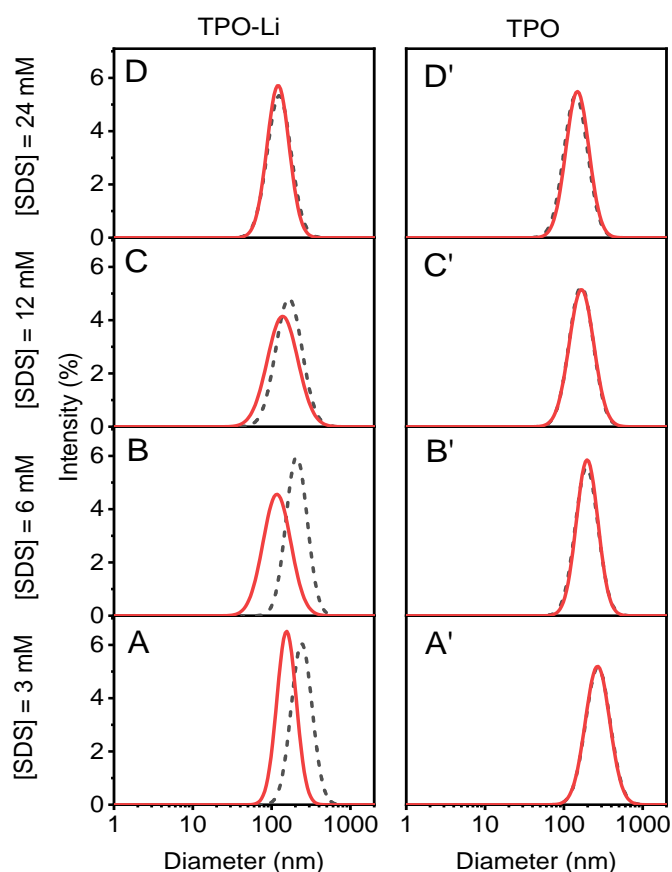 TPO-Li TPO
[SDS] = 24 mM
6
4
2
0
D D'
[SDS] = 12 mM
6
4
2
0
C C'
Intensity (%)
[SDS] = 6 mM
6
4
2
0
B B'
[SDS] = 3 mM
6
4
2
0
A A'
1 10 100 1000 1 10 100 1000
Diameter (nm) Diameter (nm)